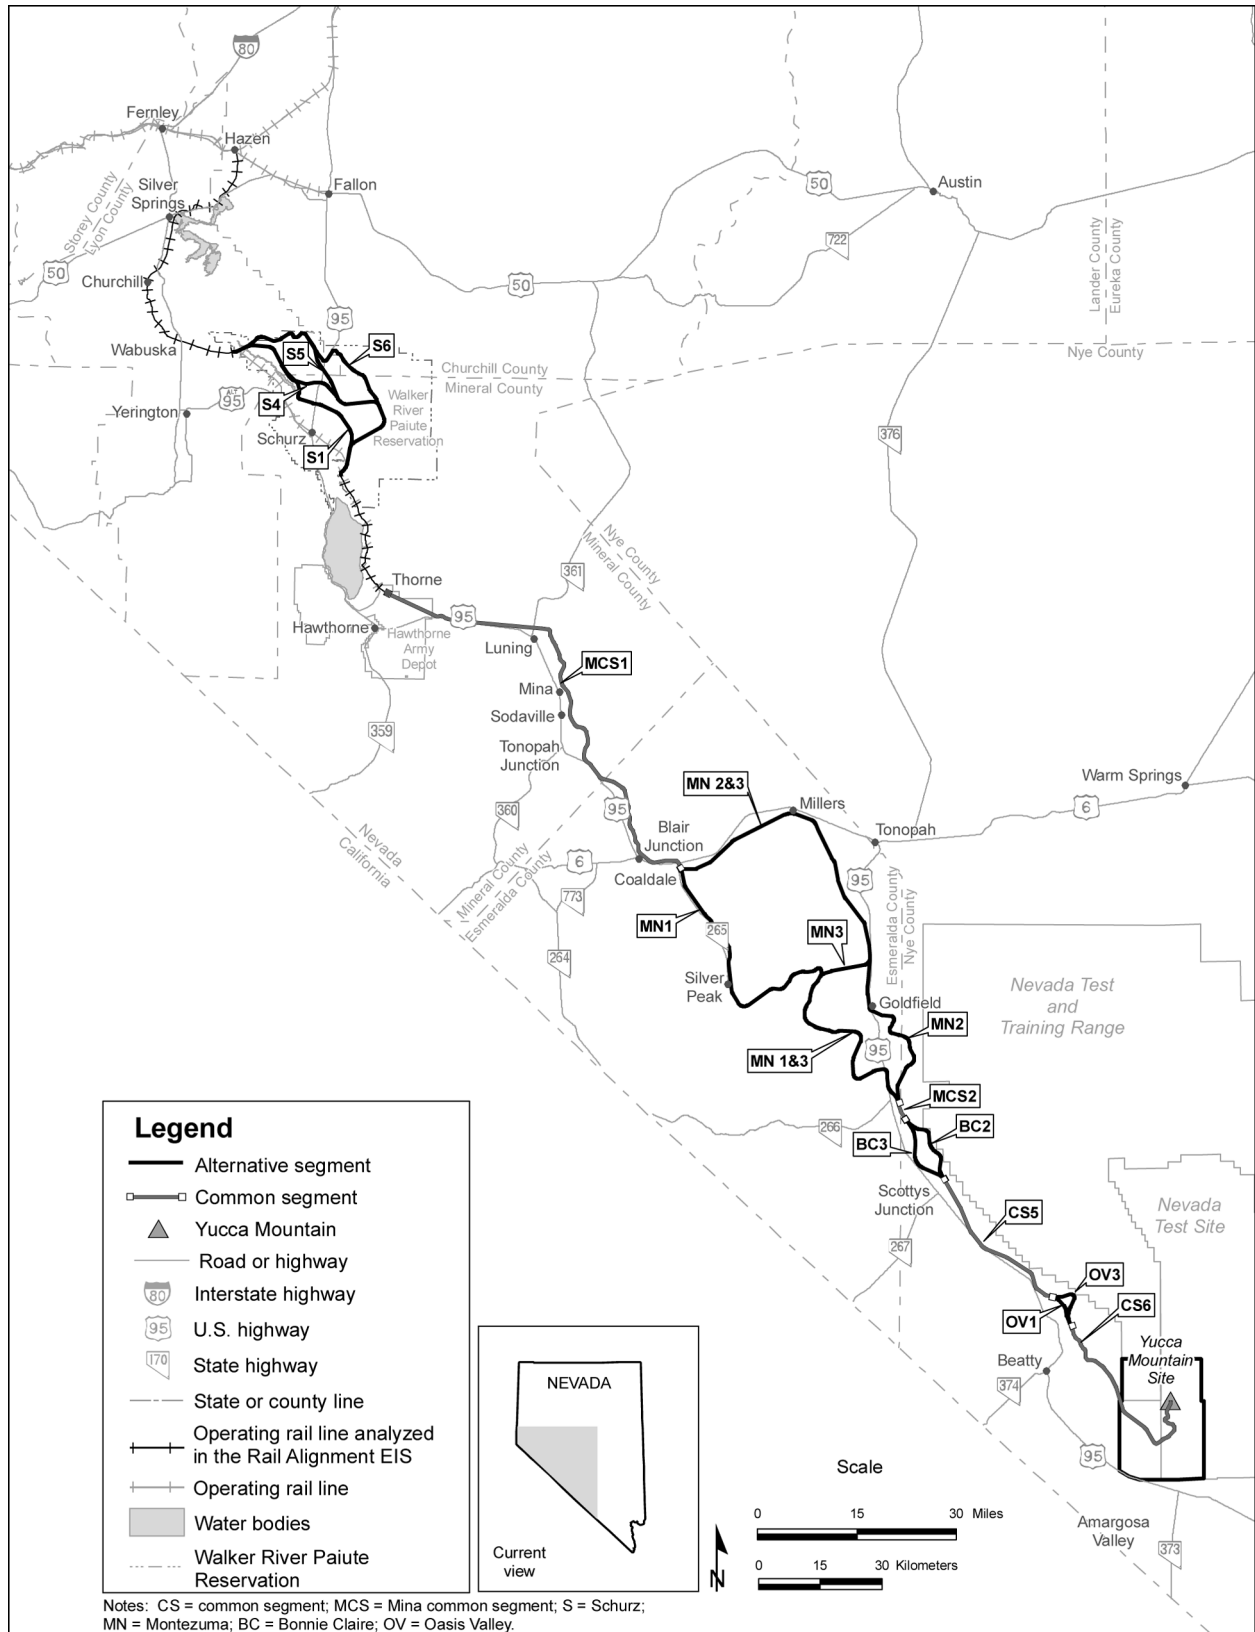 80
Fernley
Hazen
Silver
Springs
Fallon
50
Austin
722
Storey County
Lyon County
Lander County
Eureka County
50
Churchill
50
95
Wabuska
S5
S6
Nye County
Churchill County
Mineral County
ALT
95
S4
Walker
River
Paiute
Reservation
Yerington
Schurz
S1
376
Nye County
Mineral County
361
Thorne
95
Hawthorne
Hawthorne
Army
Depot
Luning
MCS1
Mina
Sodaville
359
Tonopah
Junction
MN 2&3
Warm Springs
Millers
6
360
95
Nevada
California
Blair
Junction
Tonopah
6
Coaldale
95
Mineral County
Esmeralda County
773
Esmeralda County
Nye County
MN1
265
MN3
264
Silver
Peak
Nevada Test
and
Training Range
Goldfield
MN2
95
MN 1&3
MCS2
266
BC2
BC3
Scottys
Junction
Nevada
Test Site
CS5
267
OV3
OV1
CS6
Yucca
Mountain
Site
Beatty
374
95
Amargosa
Valley
373
Legend
Alternative segment
Common segment
Yucca Mountain
Road or highway
80
Interstate highway
95
U.S. highway
170
State highway
State or county line
Operating rail line analyzed
in the Rail Alignment EIS
Operating rail line
Water bodies
Walker River Paiute
Reservation
NEVADA
Current
view
Scale
0 15 30 Miles
0 15 30 Kilometers
N
Notes: CS = common segment; MCS = Mina common segment; S = Schurz;
MN = Montezuma; BC = Bonnie Claire; OV = Oasis Valley.